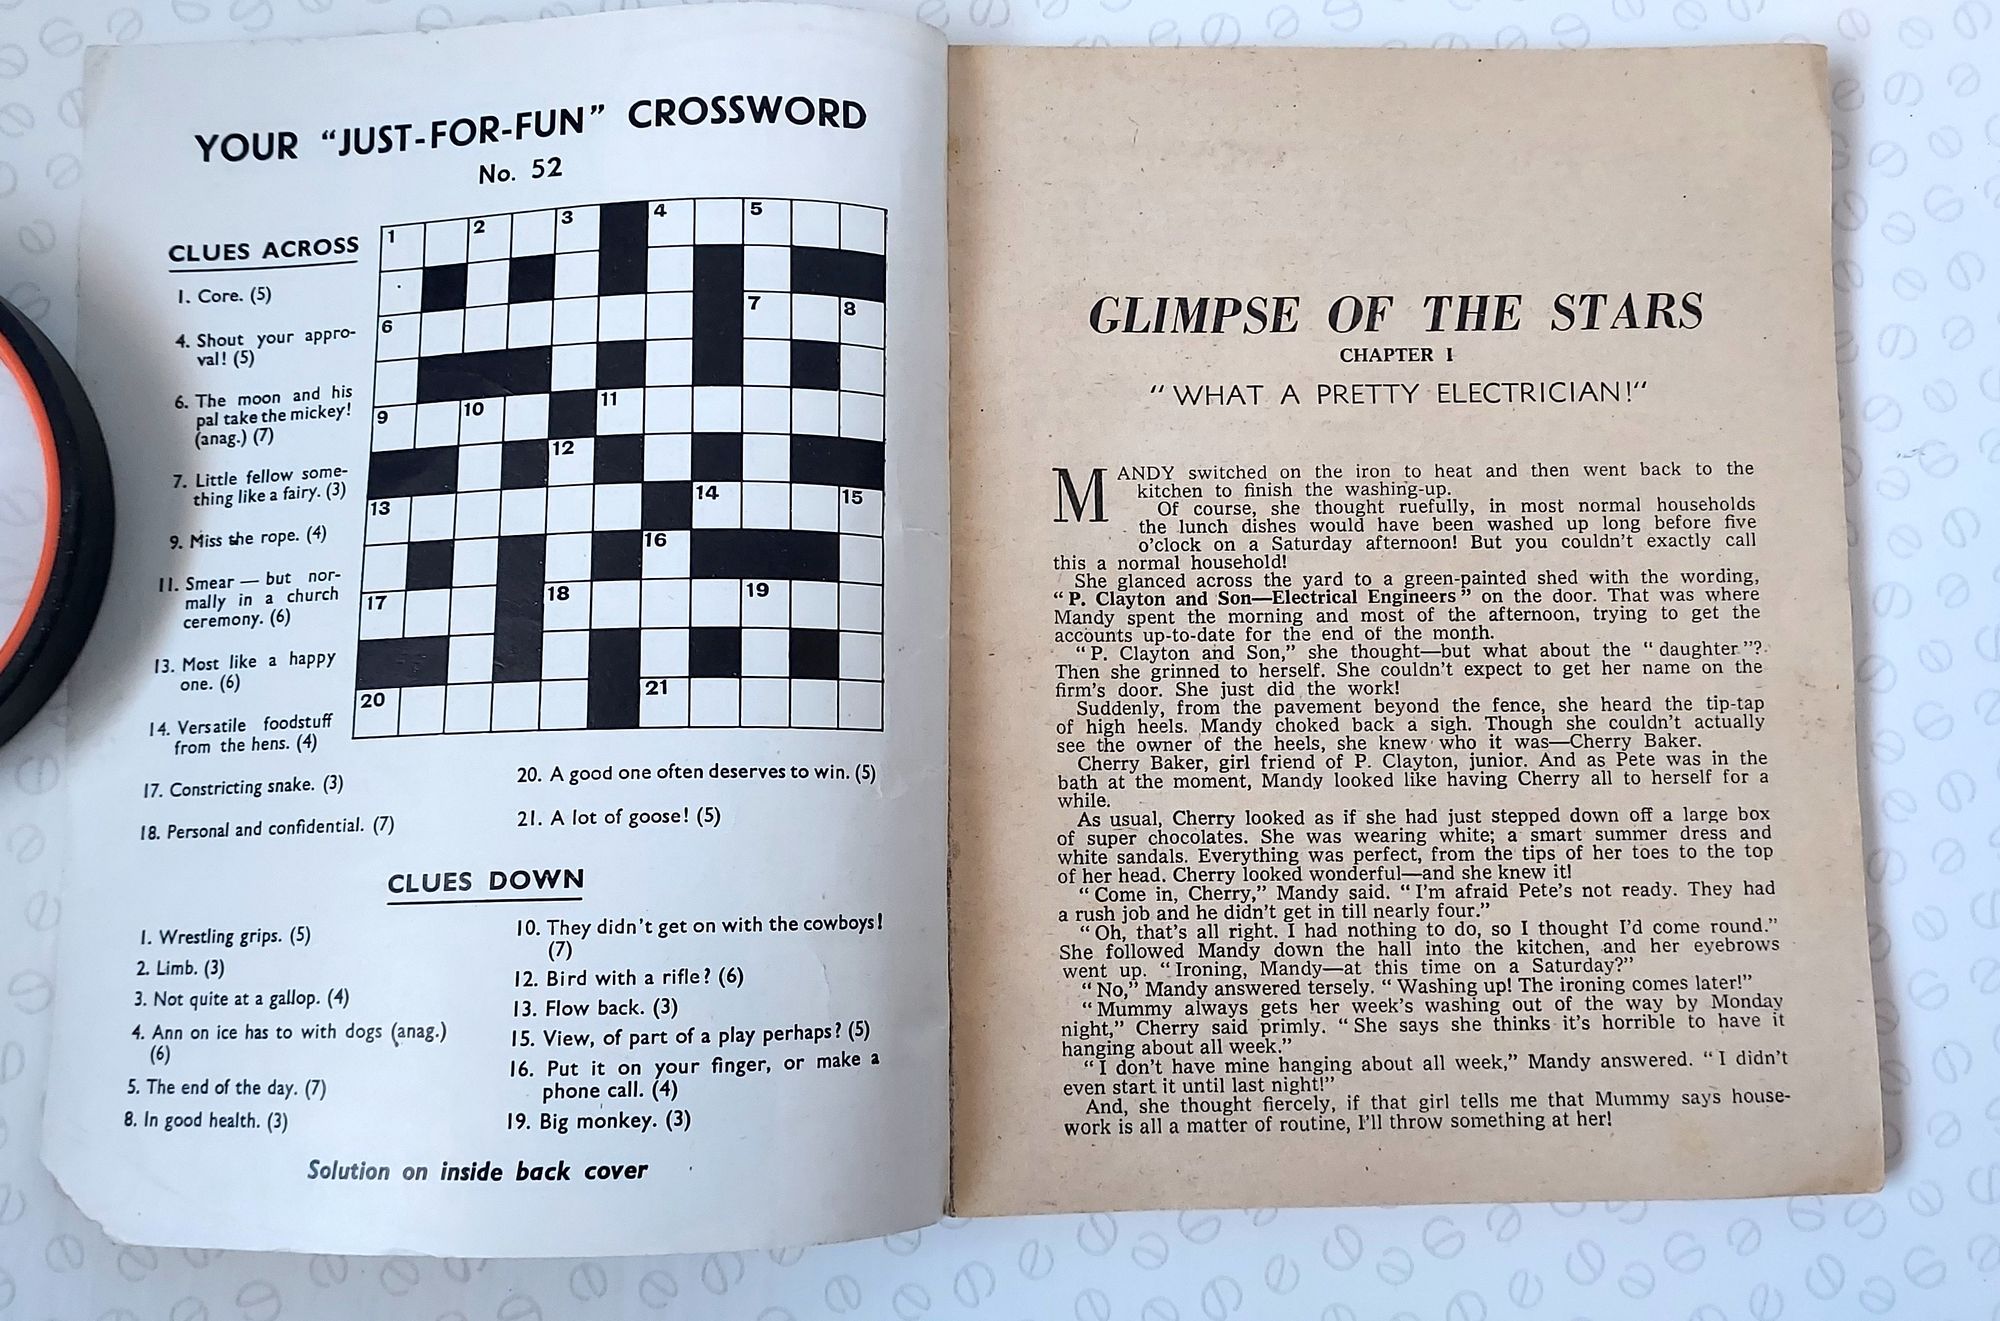 YOUR "JUST-FOR-FUN" CROSSWORD
No. 52
1 2 3 4 5
6 7 8
9 10 11
12
13 14 15
16
17 18 19
20 21
CLUES ACROSS
1. Core. (5)
4. Shout your appro-
val! (5)
6. The moon and his
pal take the mickey!
(anag.) (7)
7. Little fellow some-
thing like a fairy. (3)
9. Miss the rope. (4)
11. Smear — but nor-
mally in a church
ceremony. (6)
13. Most like a happy
one. (6)
14. Versatile foodstuff
from the hens. (4)
17. Constricting snake. (3)
18. Personal and confidential. (7)
20. A good one often deserves to win. (5)
21. A lot of goose! (5)
CLUES DOWN
1. Wrestling grips. (5)
2. Limb. (3)
3. Not quite at a gallop. (4)
4. Ann on ice has to with dogs (anag.)
(6)
5. The end of the day. (7)
8. In good health. (3)
10. They didn't get on with the cowboys!
(7)
12. Bird with a rifle? (6)
13. Flow back. (3)
15. View, of part of a play perhaps? (5)
16. Put it on your finger, or make a
phone call. (4)
19. Big monkey. (3)
Solution on inside back cover
GLIMPSE OF THE STARS
CHAPTER I
"WHAT A PRETTY ELECTRICIAN!"
MANDY switched on the iron to heat and then went back to the
kitchen to finish the washing-up.
Of course, she thought ruefully, in most normal households
the lunch dishes would have been washed up long before five
o'clock on a Saturday afternoon! But you couldn't exactly call
this a normal household!
She glanced across the yard to a green-painted shed with the wording,
"P. Clayton and Son—Electrical Engineers" on the door. That was where
Mandy spent the morning and most of the afternoon, trying to get the
accounts up-to-date for the end of the month.
"P. Clayton and Son," she thought—but what about the "daughter"?
Then she grinned to herself. She couldn't expect to get her name on the
firm's door. She just did the work!
Suddenly, from the pavement beyond the fence, she heard the tip-tap
of high heels. Mandy choked back a sigh. Though she couldn't actually
see the owner of the heels, she knew who it was—Cherry Baker.
Cherry Baker, girl friend of P. Clayton, junior. And as Pete was in the
bath at the moment, Mandy looked like having Cherry all to herself for a
while.
As usual, Cherry looked as if she had just stepped down off a large box
of super chocolates. She was wearing white; a smart summer dress and
white sandals. Everything was perfect, from the tips of her toes to the top
of her head. Cherry looked wonderful—and she knew it!
"Come in, Cherry," Mandy said. "I'm afraid Pete's not ready. They had
a rush job and he didn't get in till nearly four."
"Oh, that's all right. I had nothing to do, so I thought I'd come round."
She followed Mandy down the hall into the kitchen, and her eyebrows
went up. "Ironing, Mandy—at this time on a Saturday?"
"No," Mandy answered tersely. "Washing up! The ironing comes later!"
"Mummy always gets her week's washing out of the way by Monday
night," Cherry said primly. "She says she thinks it's horrible to have it
hanging about all week."
"I don't have mine hanging about all week," Mandy answered. "I didn't
even start it until last night!"
And, she thought fiercely, if that girl tells me that Mummy says house-
work is all a matter of routine, I'll throw something at her!